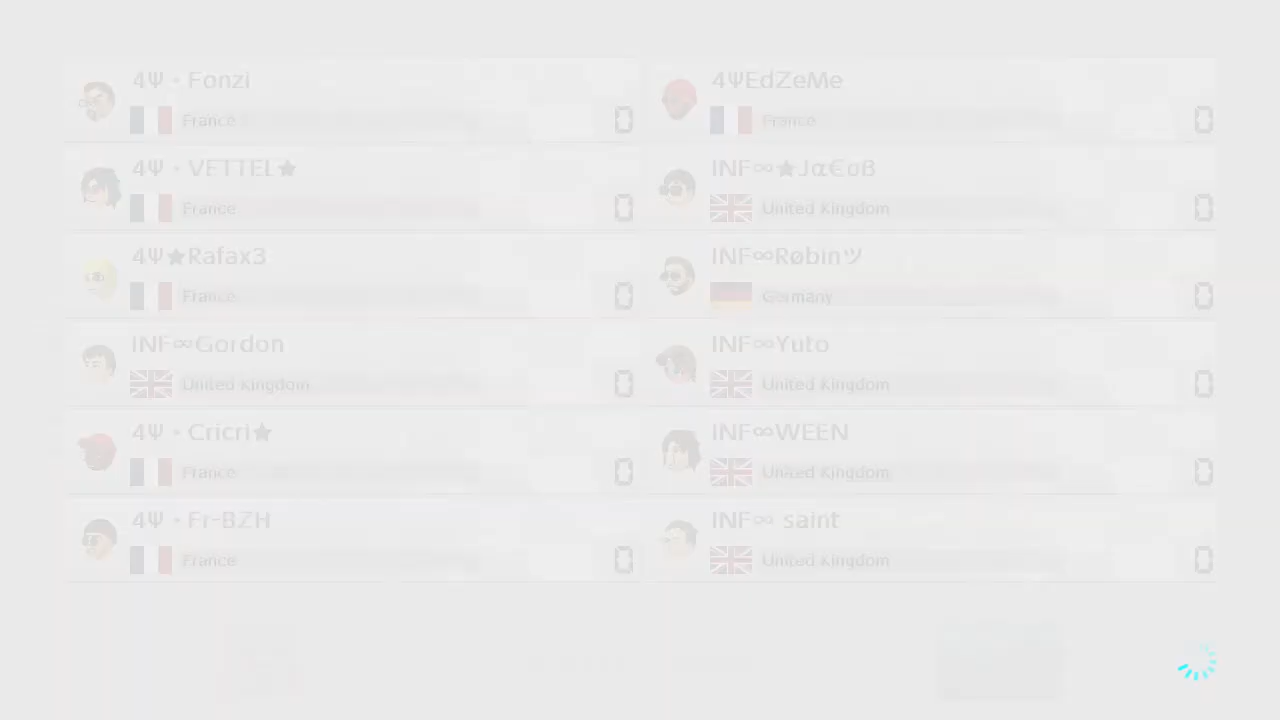 4Ψ・Fonzi
France 0
4Ψ・VETTEL★
France 0
4Ψ★Rafax3
France 0
INF∞Gordon
United Kingdom 0
4Ψ・Cricri★
France 0
4Ψ・Fr-BZH
France 0
4ΨEdZeMe
France 0
INF∞★Jα€σB
United Kingdom 0
INF∞Røbinツ
Germany 0
INF∞Yuto
United Kingdom 0
INF∞WEEN
United Kingdom 0
INF∞ saint
United Kingdom 0